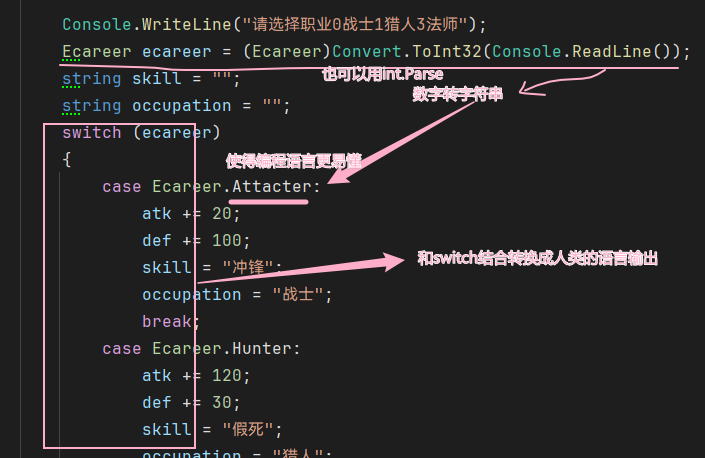 Console.WriteLine("请选择职业0战士1猎人3法师");
Ecareer ecareer = (Ecareer)Convert.ToInt32(Console.ReadLine());
string skill = "";
也可以用int.Parse
数字转字符串
string occupation = "";
switch (ecareer)
{
使得编程语言更易懂
case Ecareer.Attacter:
atk += 20;
def += 100;
skill = "冲锋";
和switch结合转换成人类的语言输出
occupation = "战士";
break;
case Ecareer.Hunter:
atk += 120;
def += 30;
skill = "假死";
occupation = "猎人";